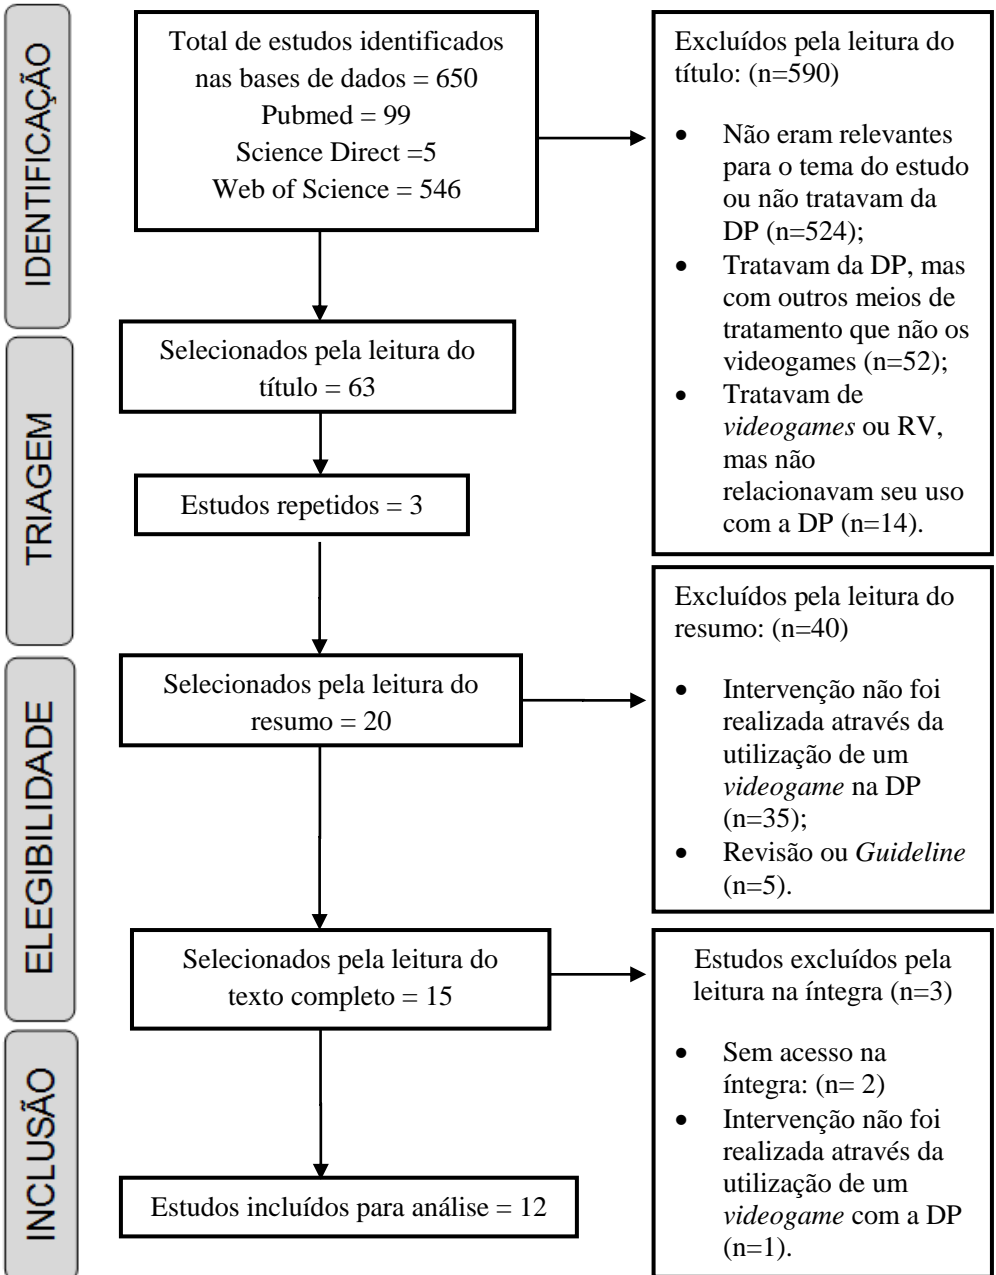 IDENTIFICAÇÃO
Total de estudos identificados
nas bases de dados = 650
Pubmed = 99
Science Direct =5
Web of Science = 546
Excluídos pela leitura do
título: (n=590)
• Não eram relevantes
para o tema do estudo
ou não tratavam da
DP (n=524);
• Tratavam da DP, mas
com outros meios de
tratamento que não os
videogames (n=52);
• Tratavam de
videogames ou RV,
mas não
relacionavam seu uso
com a DP (n=14).
TRIAGEM
Selecionados pela leitura do
título = 63
Estudos repetidos = 3
ELEGIBILIDADE
Selecionados pela leitura do
resumo = 20
Excluídos pela leitura do
resumo: (n=40)
• Intervenção não foi
realizada através da
utilização de um
videogame na DP
(n=35);
• Revisão ou Guideline
(n=5).
Selecionados pela leitura do
texto completo = 15
Estudos excluídos pela
leitura na íntegra (n=3)
• Sem acesso na
íntegra: (n= 2)
• Intervenção não foi
realizada através da
utilização de um
videogame com a DP
(n=1).
INCLUSÃO
Estudos incluídos para análise = 12